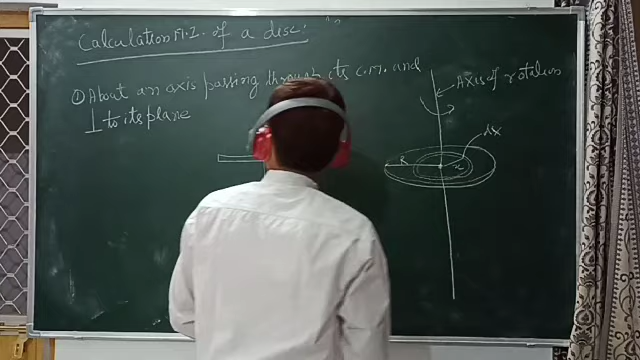 Calculation M.I. of a disc:
① About an axis passing through its C.M. and
⊥ to its plane
Axis of rotation
dx
R
x